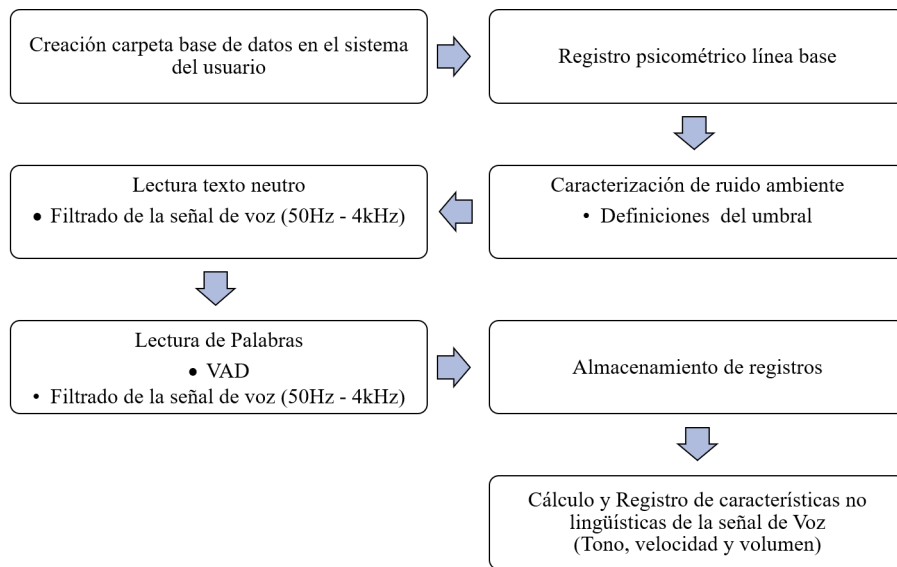 Creación carpeta base de datos en el sistema
del usuario
Registro psicométrico línea base
Caracterización de ruido ambiente
• Definiciones del umbral
Lectura texto neutro
• Filtrado de la señal de voz (50Hz - 4kHz)
Lectura de Palabras
• VAD
• Filtrado de la señal de voz (50Hz - 4kHz)
Almacenamiento de registros
Cálculo y Registro de características no
lingüísticas de la señal de Voz
(Tono, velocidad y volumen)